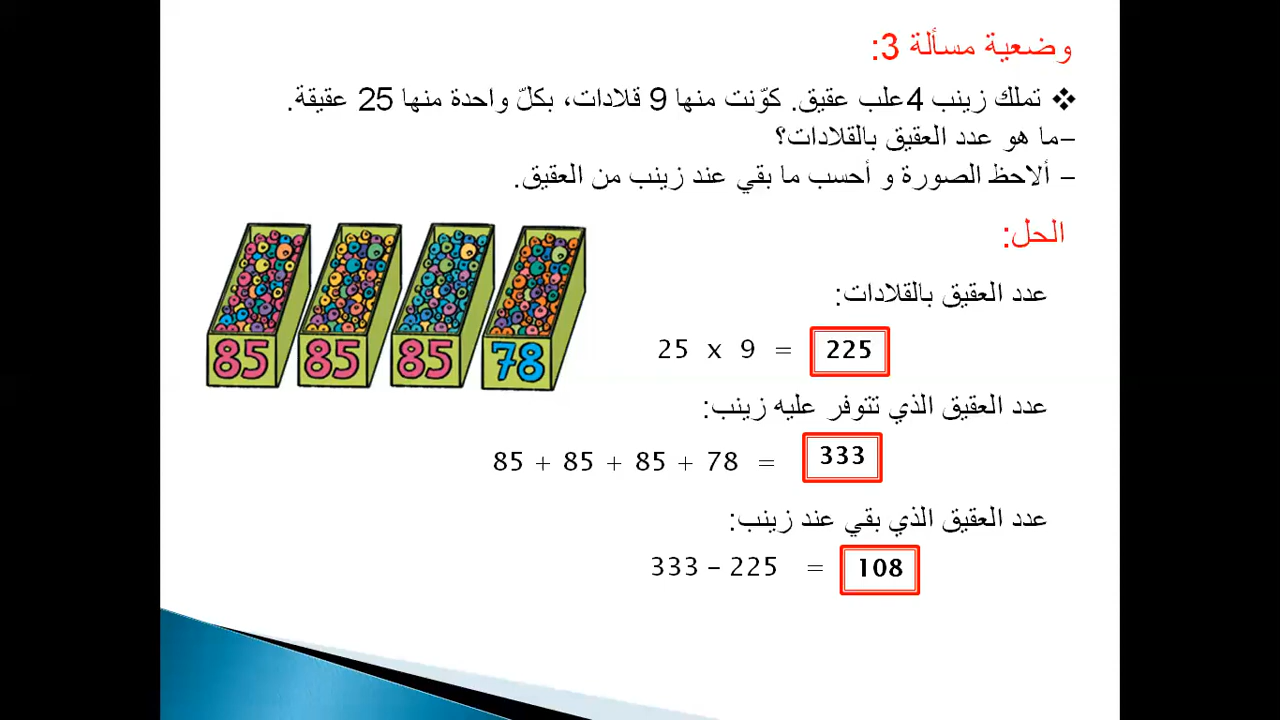 وضعية مسألة 3:
❖ تملك زينب 4علب عقيق. كوّنت منها 9 قلادات، بكلّ واحدة منها 25 عقيقة.
–ما هو عدد العقيق بالقلادات؟
– ألاحظ الصورة و أحسب ما بقي عند زينب من العقيق.
الحل:
85 85 85 78
عدد العقيق بالقلادات:
25 x 9 = 225
عدد العقيق الذي تتوفر عليه زينب:
85 + 85 + 85 + 78 = 333
عدد العقيق الذي بقي عند زينب:
333 – 225 = 108